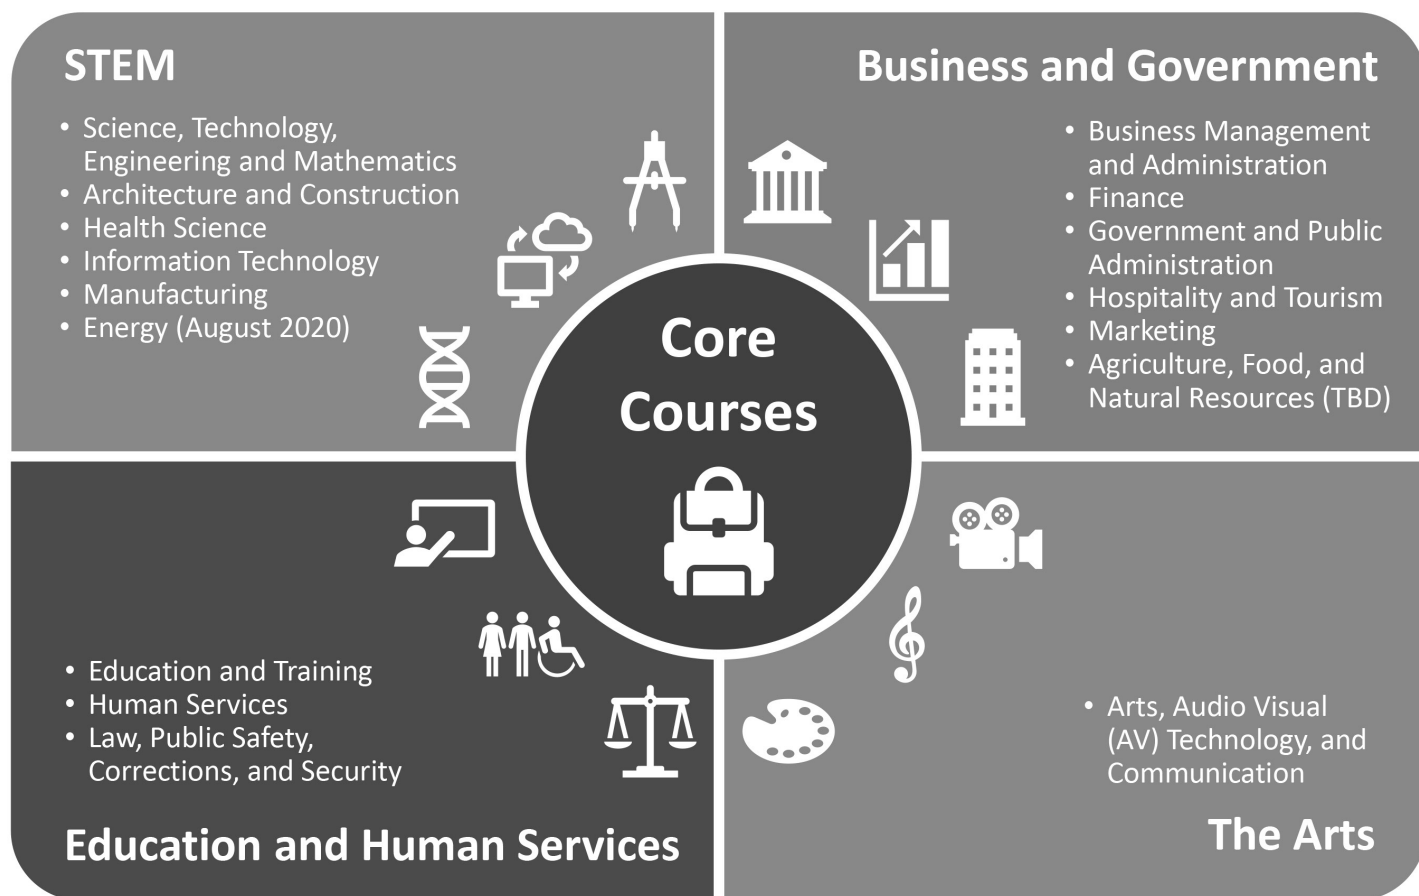 STEM
• Science, Technology,
Engineering and Mathematics
• Architecture and Construction
• Health Science
• Information Technology
• Manufacturing
• Energy (August 2020)
Business and Government
• Business Management
and Administration
• Finance
• Government and Public
Administration
• Hospitality and Tourism
• Marketing
• Agriculture, Food, and
Natural Resources (TBD)
Core
Courses
• Education and Training
• Human Services
• Law, Public Safety,
Corrections, and Security
Education and Human Services
• Arts, Audio Visual
(AV) Technology, and
Communication
The Arts